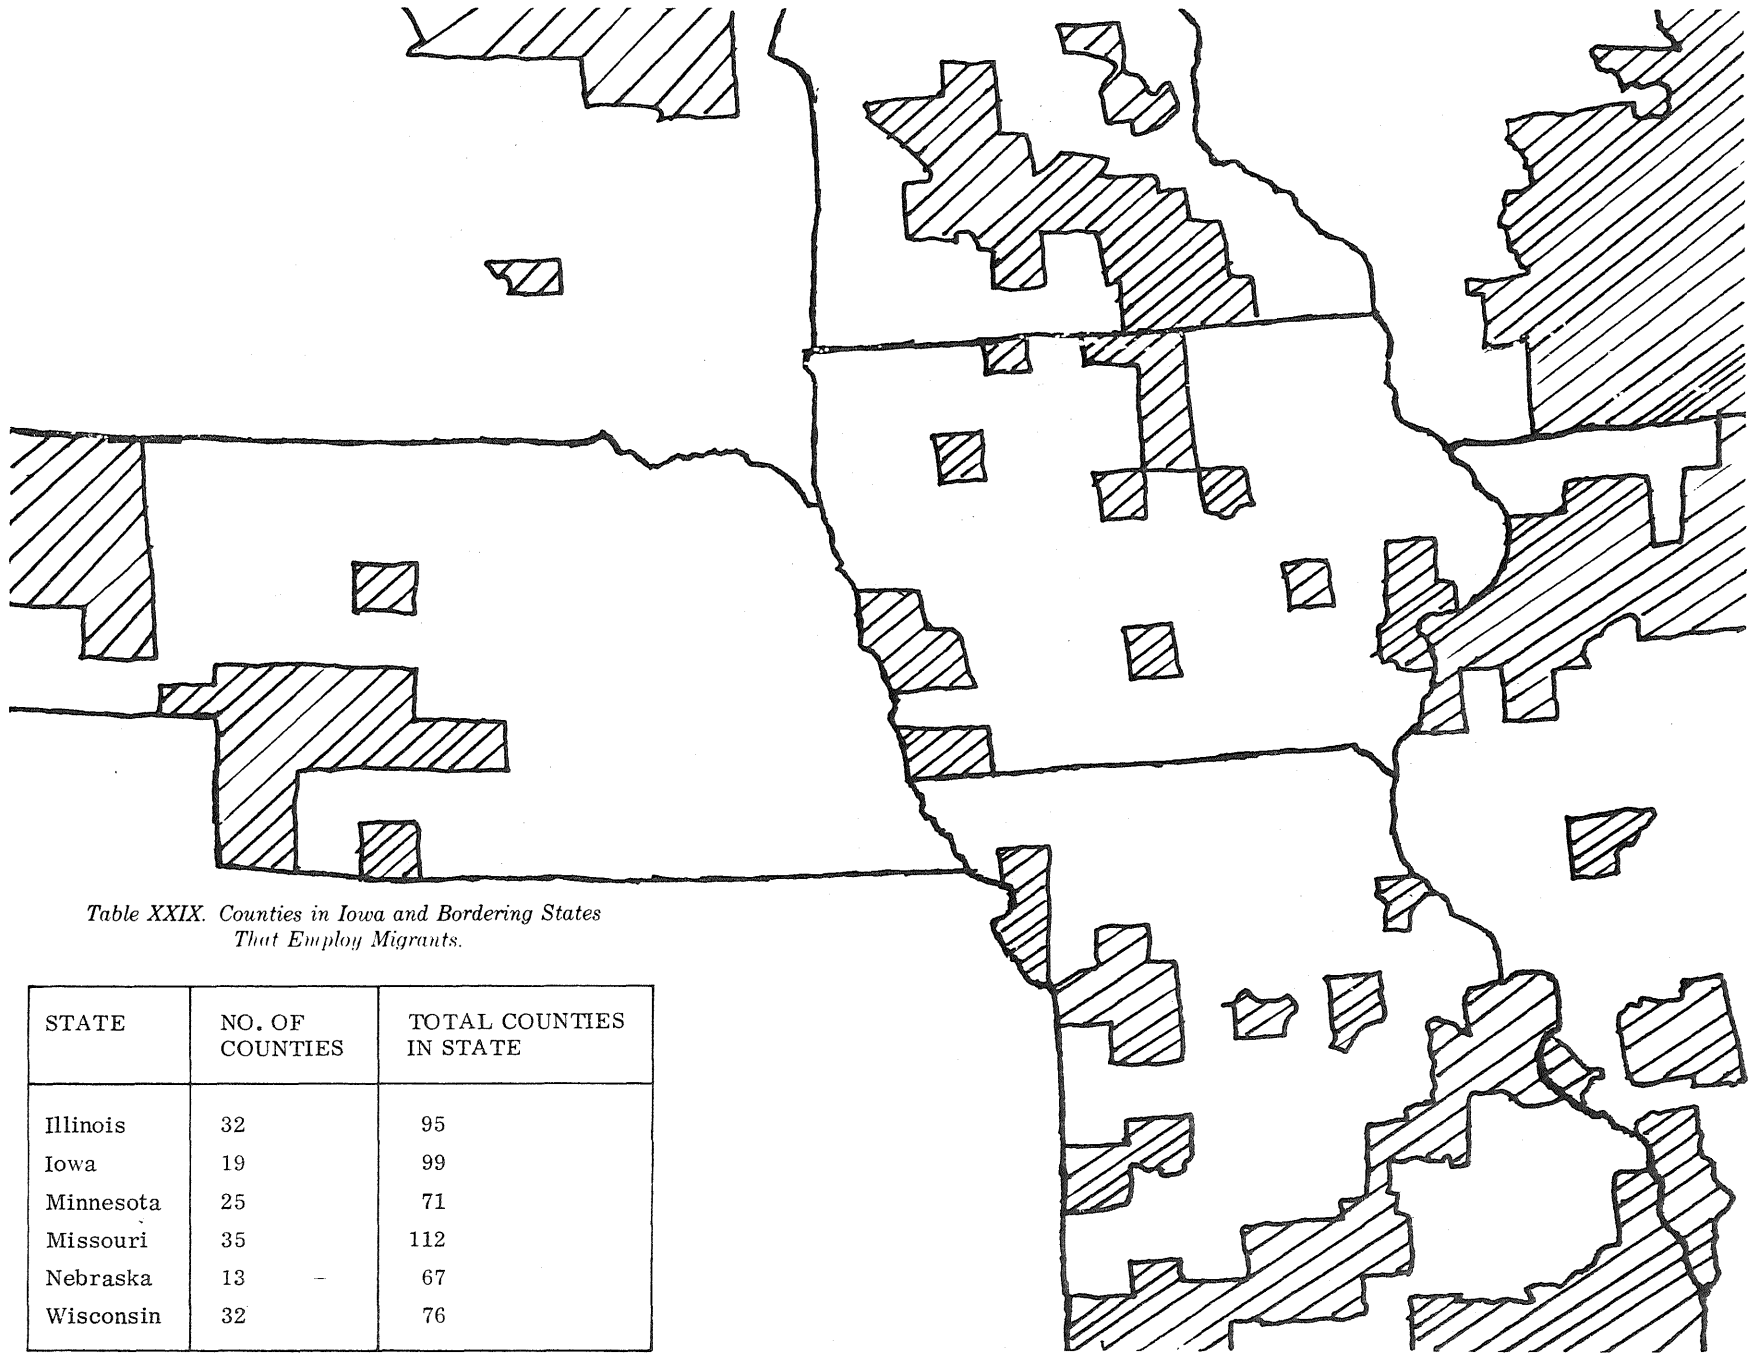 Table XXIX. Counties in Iowa and Bordering States
That Employ Migrants.
STATE NO. OF COUNTIES TOTAL COUNTIES IN STATE
Illinois 32 95
Iowa 19 99
Minnesota 25 71
Missouri 35 112
Nebraska 13 67
Wisconsin 32 76